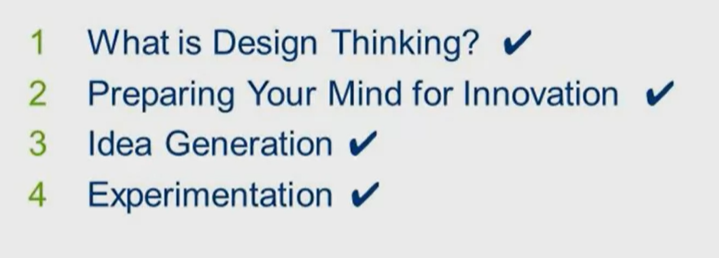 1 What is Design Thinking? ✔
2 Preparing Your Mind for Innovation ✔
3 Idea Generation ✔
4 Experimentation ✔